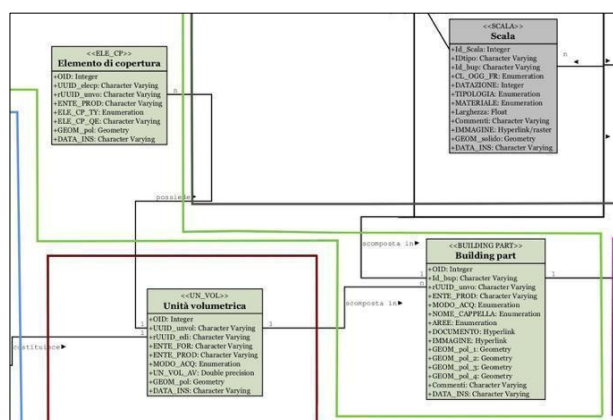 <<ELE_CP>>
Elemento di copertura
+OID: Integer
+UUID_elecp: Character Varying
+rUUID_unvo: Character Varying
+ENTE_PROD: Character Varying
+ELE_CP_TY: Enumeration
+ELE_CP_QE: Character Varying
+GEOM_pol: Geometry
+DATA_INS: Character Varying
n
<<SCALA>>
Scala
+Id_Scala: Integer
+IDtipo: Character Varying
+Id_bup: Character Varying
+CL_OGG_FR: Enumeration
+DATAZIONE: Integer
+TIPOLOGIA: Enumeration
+MATERIALE: Enumeration
+Larghezza: Float
+Commenti: Character Varying
+IMMAGINE: Hyperlink/raster
+GEOM_solido: Geometry
+DATA_INS: Character Varying
n
possiede
scomposta in
<<BUILDING PART>>
Building part
+OID: Integer
+Id_bup: Character Varying
+rUUID_unvo: Character Varying
+ENTE_PROD: Character Varying
+MODO_ACQ: Enumeration
+NOME_CAPPELLA: Enumeration
+AREE: Enumeration
+DOCUMENTO: Hyperlink
+IMMAGINE: Hyperlink
+GEOM_pol_1: Geometry
+GEOM_pol_2: Geometry
+GEOM_pol_3: Geometry
+GEOM_pol_4: Geometry
+Commenti: Character Varying
+DATA_INS: Character Varying
1
n
1
scomposta in
<<UN_VOL>>
Unità volumetrica
+OID: Integer
+UUID_unvol: Character Varying
+rUUID_edi: Character Varying
+ENTE_FOR: Character Varying
+ENTE_PROD: Character Varying
+MODO_ACQ: Enumeration
+UN_VOL_AV: Double precision
+GEOM_pol: Geometry
+DATA_INS: Character Varying
1
1
1
costituisce